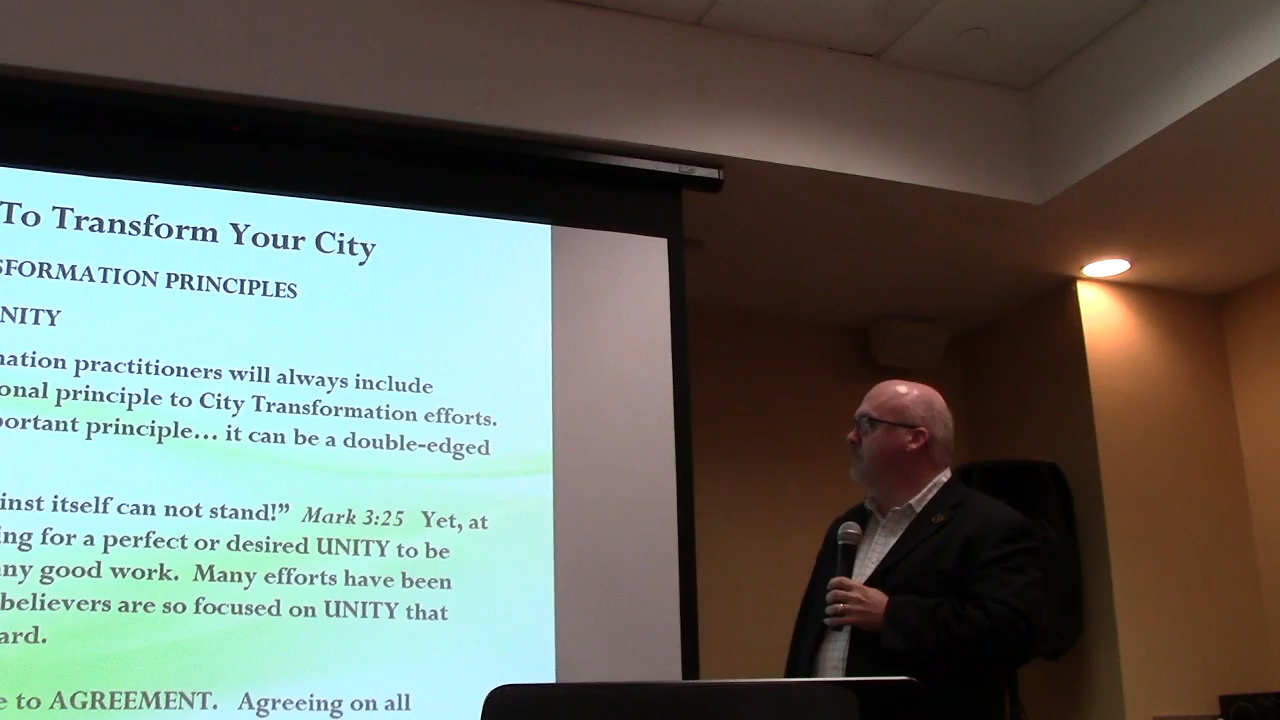 To Transform Your City
SFORMATION PRINCIPLES
NITY
nation practitioners will always include
onal principle to City Transformation efforts.
portant principle... it can be a double-edged
inst itself can not stand!” Mark 3:25 Yet, at
ing for a perfect or desired UNITY to be
ny good work. Many efforts have been
believers are so focused on UNITY that
ard.
e to AGREEMENT. Agreeing on all